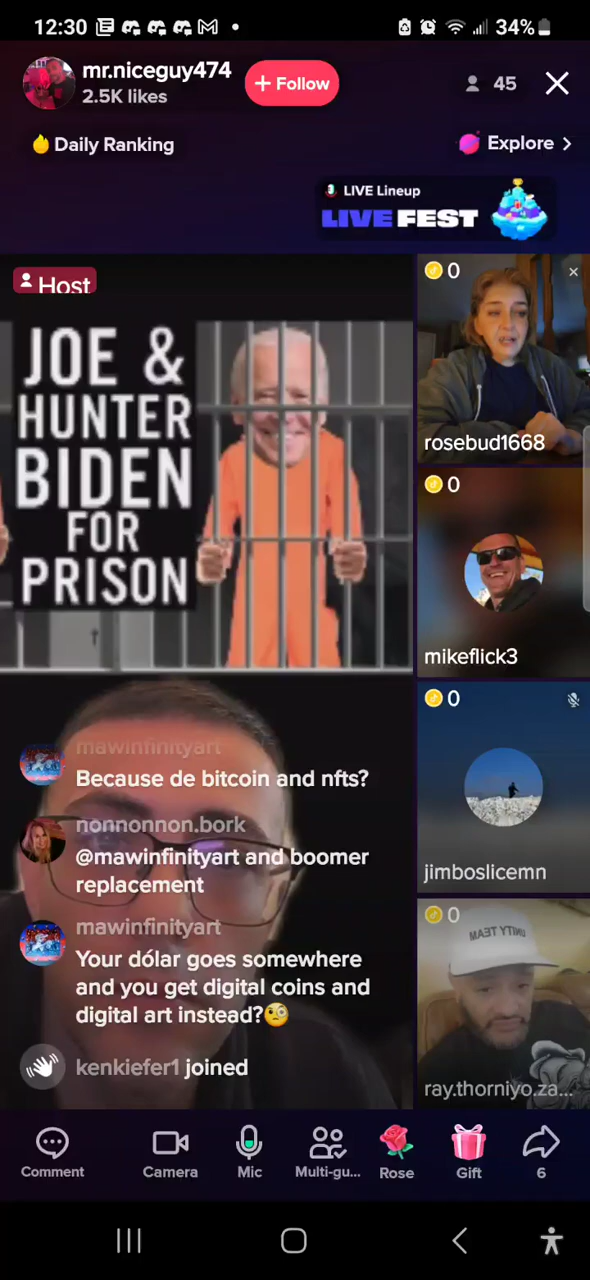 12:30
34%
mr.niceguy474
2.5K likes
+ Follow
45
Daily Ranking
Explore >
LIVE Lineup
LIVE FEST
Host
JOE &
HUNTER
BIDEN
FOR
PRISON
0
rosebud1668
0
mikeflick3
0
jimboslicemn
0
UNITY TEAM
ray.thorniyo.za...
mawinfinityart
Because de bitcoin and nfts?
nonnonnon.bork
@mawinfinityart and boomer
replacement
mawinfinityart
Your dólar goes somewhere
and you get digital coins and
digital art instead?🧐
kenkiefer1 joined
Comment
Camera
Mic
Multi-gu...
Rose
Gift
6